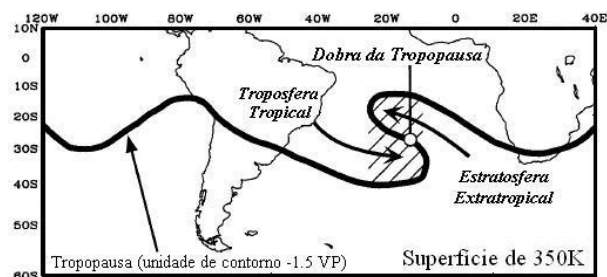 120W 100W 80W 60W 40W 20W 0 20E 40E
10N
0
10S
20S
30S
40S
50S
60S
Dobra da Tropopausa
Troposfera
Tropical
Estratosfera
Extratropical
Tropopausa (unidade de contorno -1.5 VP)
Superfície de 350K